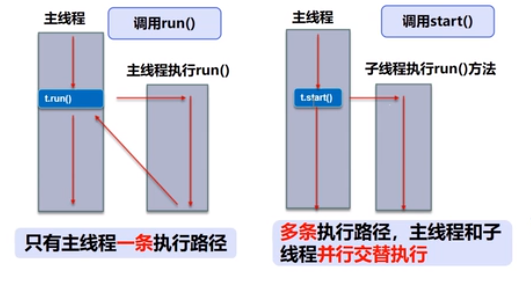 主线程
调用run()
主线程执行run()
t.run()
只有主线程一条执行路径
主线程
调用start()
子线程执行run()方法
t.start()
多条执行路径，主线程和子
线程并行交替执行